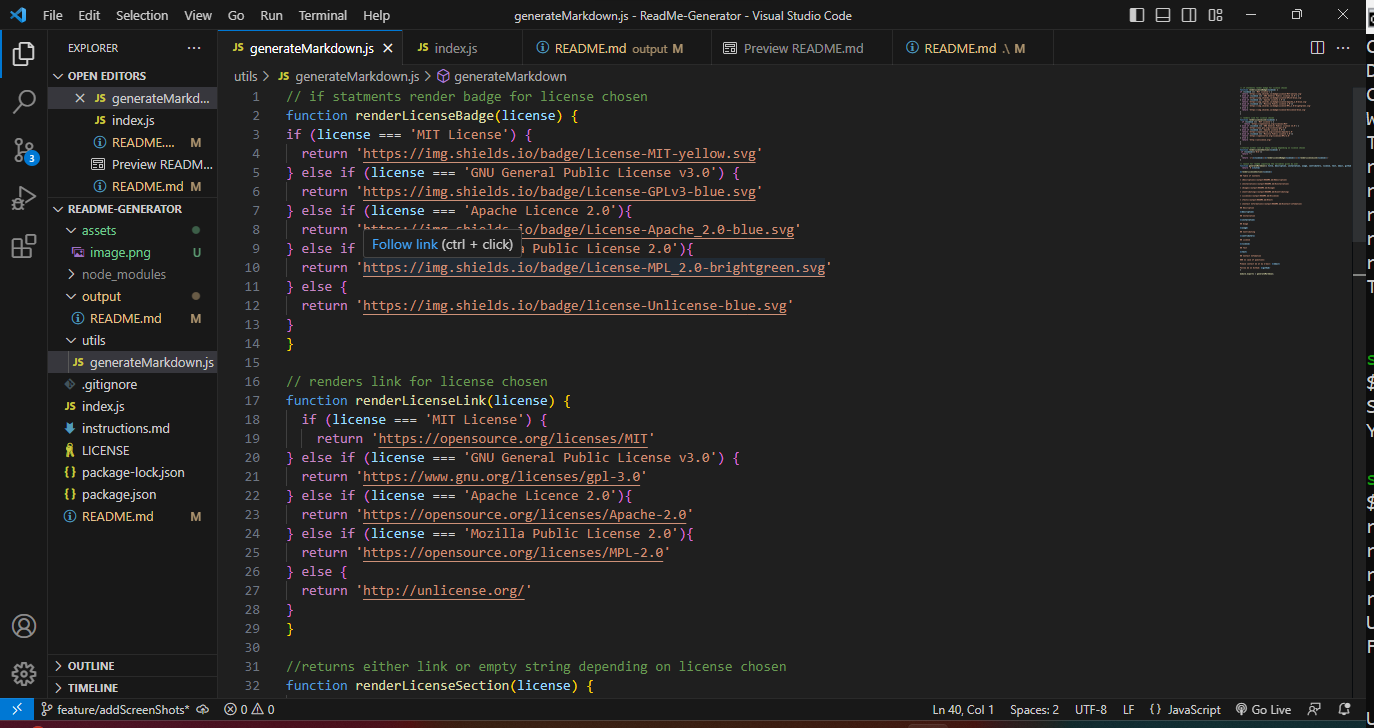 File Edit Selection View Go Run Terminal Help
generateMarkdown.js - ReadMe-Generator - Visual Studio Code
EXPLORER
OPEN EDITORS
JS generateMarkd...
JS index.js
README.... M
Preview READM...
README.md M
README-GENERATOR
assets
image.png U
node_modules
output
README.md M
utils
JS generateMarkdown.js
.gitignore
JS index.js
instructions.md
LICENSE
{} package-lock.json
{} package.json
README.md M
OUTLINE
TIMELINE
3
JS generateMarkdown.js
JS index.js
README.md output M
Preview README.md
README.md .\ M
utils > JS generateMarkdown.js > generateMarkdown
1 // if statments render badge for license chosen
2 function renderLicenseBadge(license) {
3 if (license === 'MIT License') {
4 return 'https://img.shields.io/badge/License-MIT-yellow.svg'
5 } else if (license === 'GNU General Public License v3.0') {
6 return 'https://img.shields.io/badge/License-GPLv3-blue.svg'
7 } else if (license === 'Apache Licence 2.0'){
8 return 'https://img.shields.io/badge/License-Apache_2.0-blue.svg'
Follow link (ctrl + click)
9 } else if Public License 2.0'){
10 return 'https://img.shields.io/badge/License-MPL_2.0-brightgreen.svg'
11 } else {
12 return 'https://img.shields.io/badge/license-Unlicense-blue.svg'
13 }
14 }
15
16 // renders link for license chosen
17 function renderLicenseLink(license) {
18 if (license === 'MIT License') {
19 return 'https://opensource.org/licenses/MIT'
20 } else if (license === 'GNU General Public License v3.0') {
21 return 'https://www.gnu.org/licenses/gpl-3.0'
22 } else if (license === 'Apache Licence 2.0'){
23 return 'https://opensource.org/licenses/Apache-2.0'
24 } else if (license === 'Mozilla Public License 2.0'){
25 return 'https://opensource.org/licenses/MPL-2.0'
26 } else {
27 return 'http://unlicense.org/'
28 }
29 }
30
31 //returns either link or empty string depending on license chosen
32 function renderLicenseSection(license) {
feature/addScreenShots* 0 0
Ln 40, Col 1 Spaces: 2 UTF-8 LF {} JavaScript Go Live